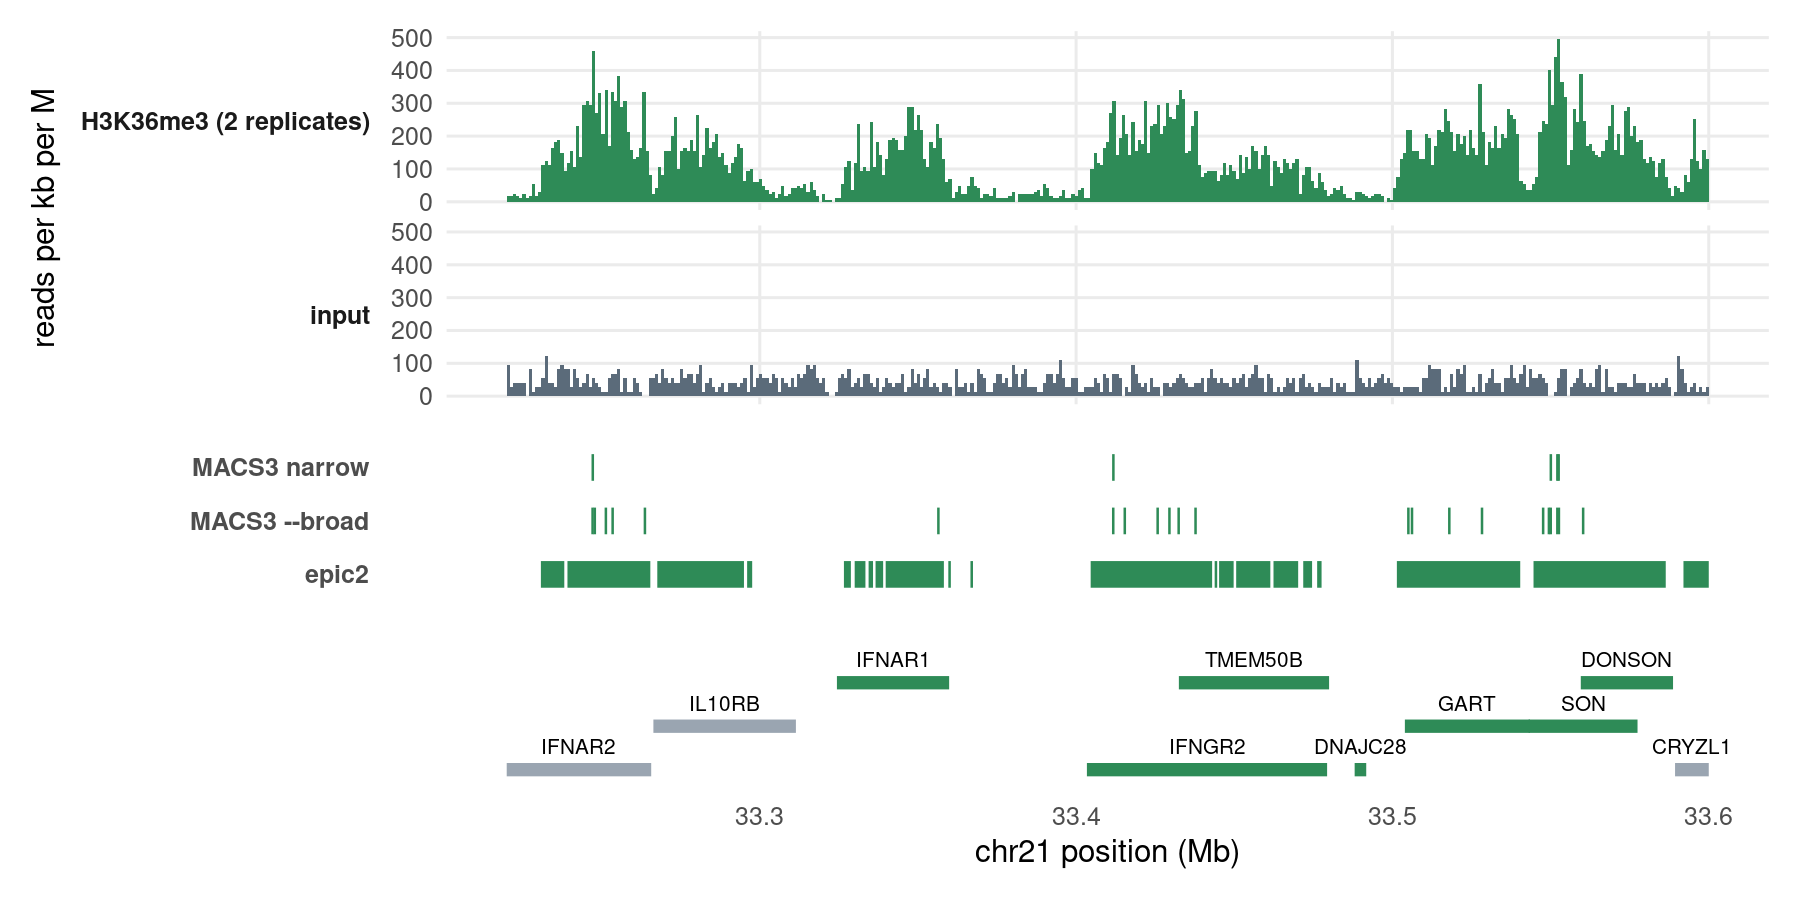 reads per kb per M
H3K36me3 (2 replicates)
500
400
300
200
100
0
input
500
400
300
200
100
0
MACS3 narrow
MACS3 --broad
epic2
IFNAR1
TMEM50B
DONSON
IL10RB
GART
SON
IFNAR2
IFNGR2
DNAJC28
CRYZL1
33.3
33.4
33.5
33.6
chr21 position (Mb)